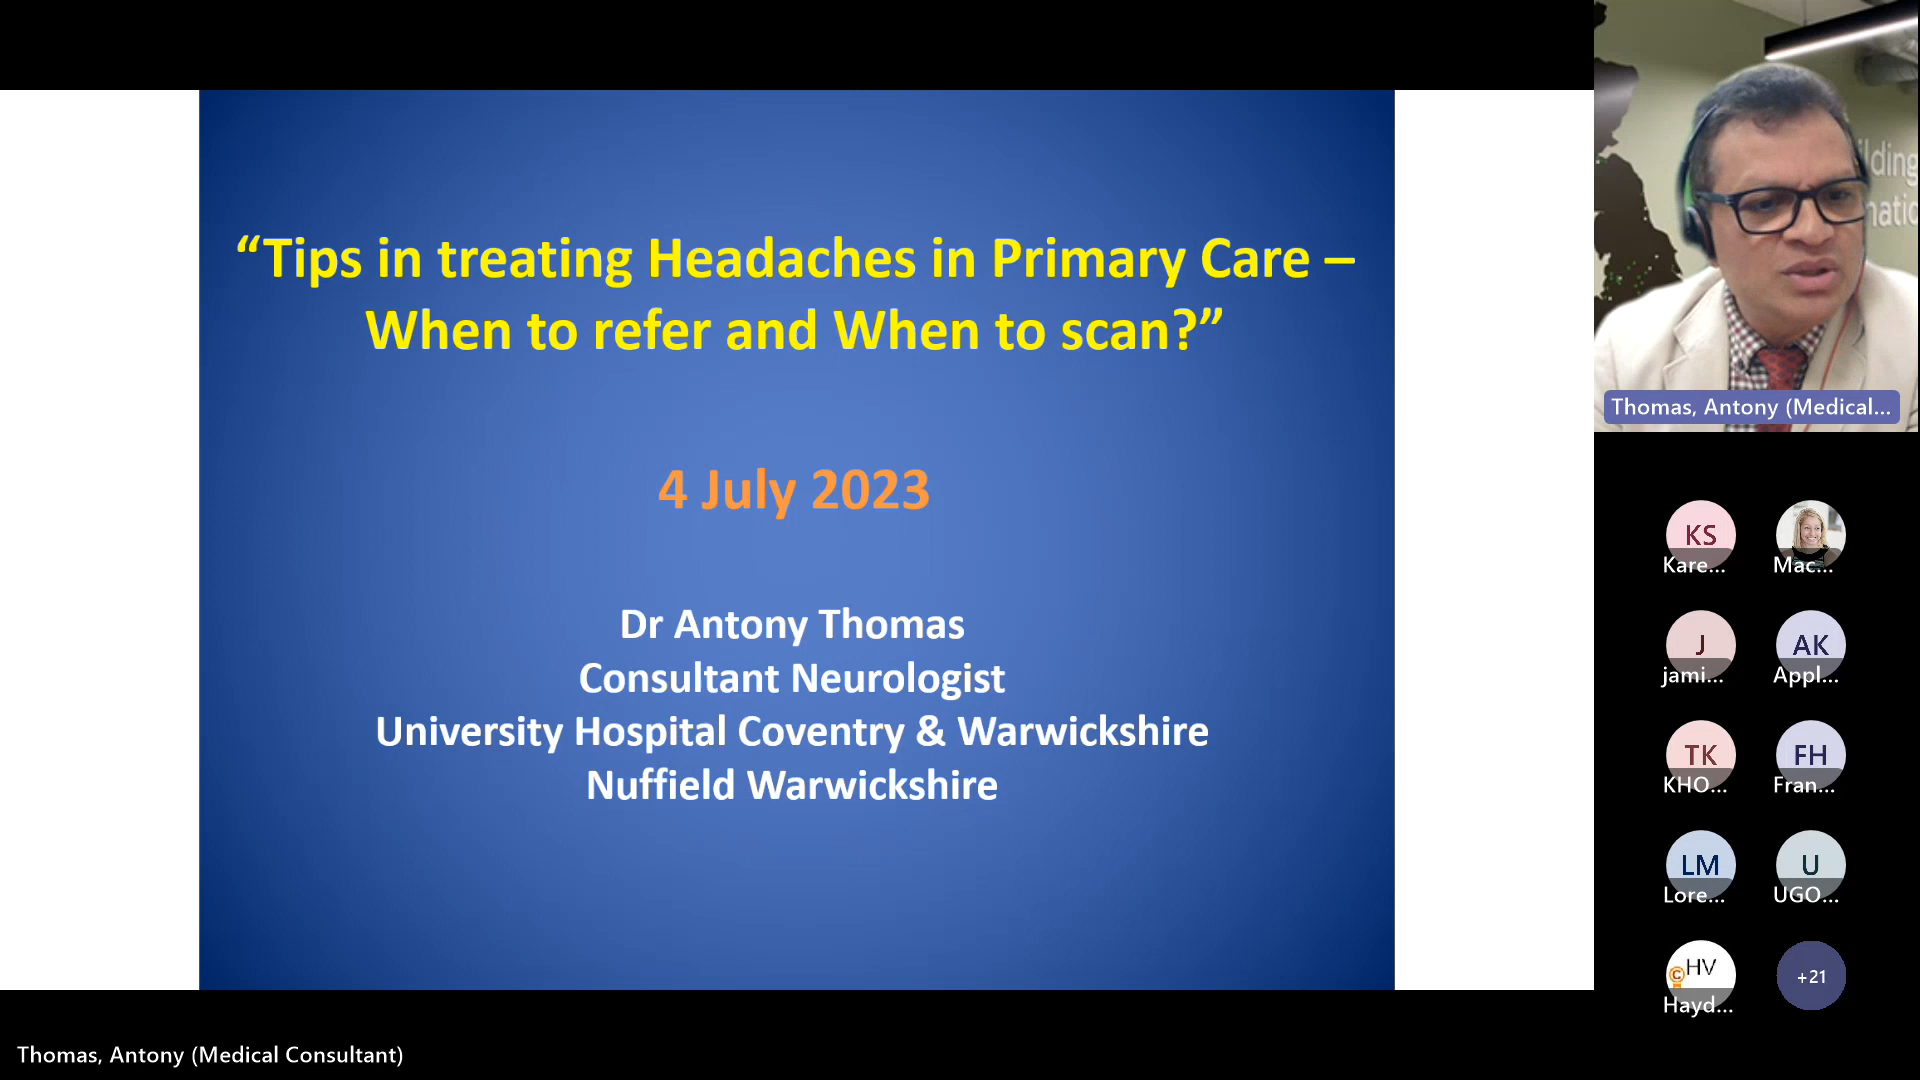 “Tips in treating Headaches in Primary Care –
When to refer and When to scan?”
4 July 2023
Dr Antony Thomas
Consultant Neurologist
University Hospital Coventry & Warwickshire
Nuffield Warwickshire
Thomas, Antony (Medical Consultant)
lding
natio
Thomas, Antony (Medical...
KS
Kare...
Mac...
J
jami...
AK
Appl...
TK
KHO...
FH
Fran...
LM
Lore...
U
UGO...
HV
Hayd...
+21